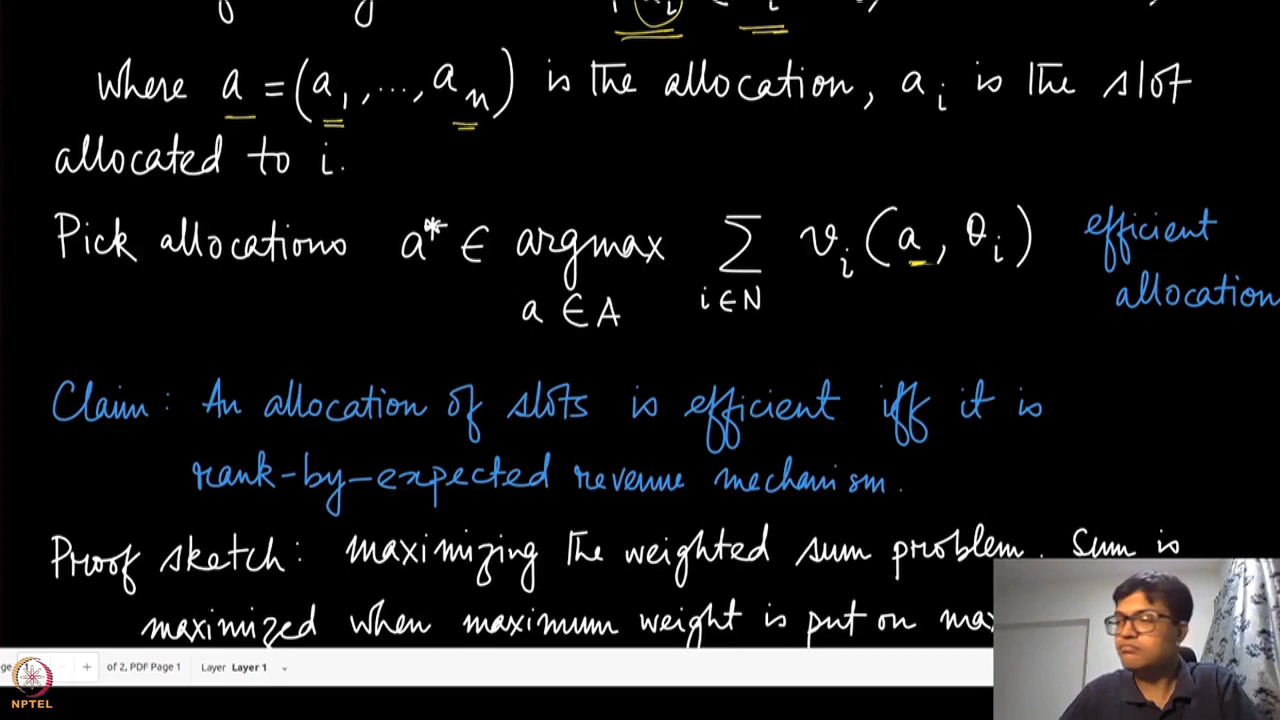 where a = (a₁, ..., aₙ) is the allocation, aᵢ is the slot
allocated to i.
Pick allocations a* ∈ argmax ∑ vᵢ(a, θᵢ) efficient
a ∈ A i ∈ N allocation
Claim: An allocation of slots is efficient iff it is
rank-by-expected revenue mechanism.
Proof sketch: maximizing the weighted sum problem. Sum is
maximized when maximum weight is put on
of 2, PDF Page 1 Layer Layer 1
NPTEL